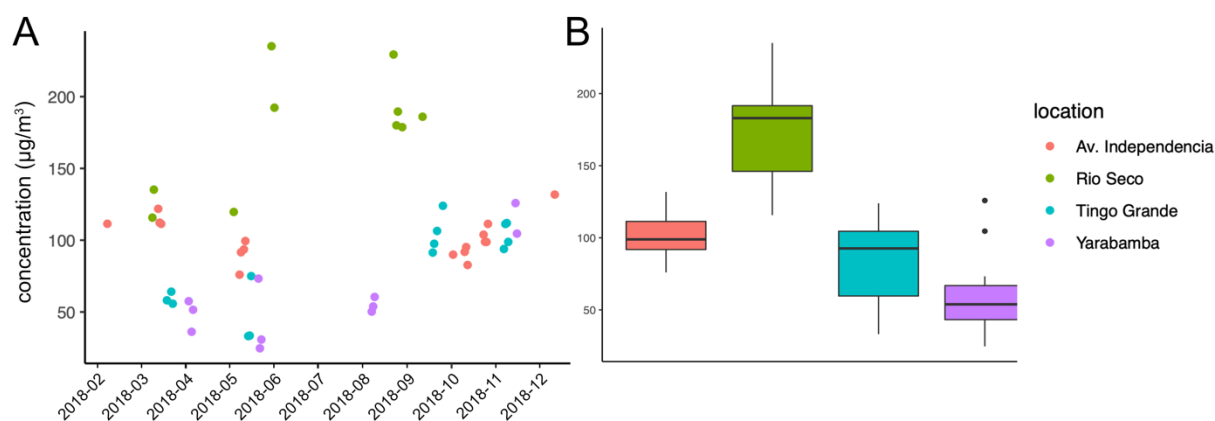 A
concentration (μg/m³)
200
150
100
50
2018-02
2018-03
2018-04
2018-05
2018-06
2018-07
2018-08
2018-09
2018-10
2018-11
2018-12
B
200
150
100
50
location
Av. Independencia
Rio Seco
Tingo Grande
Yarabamba